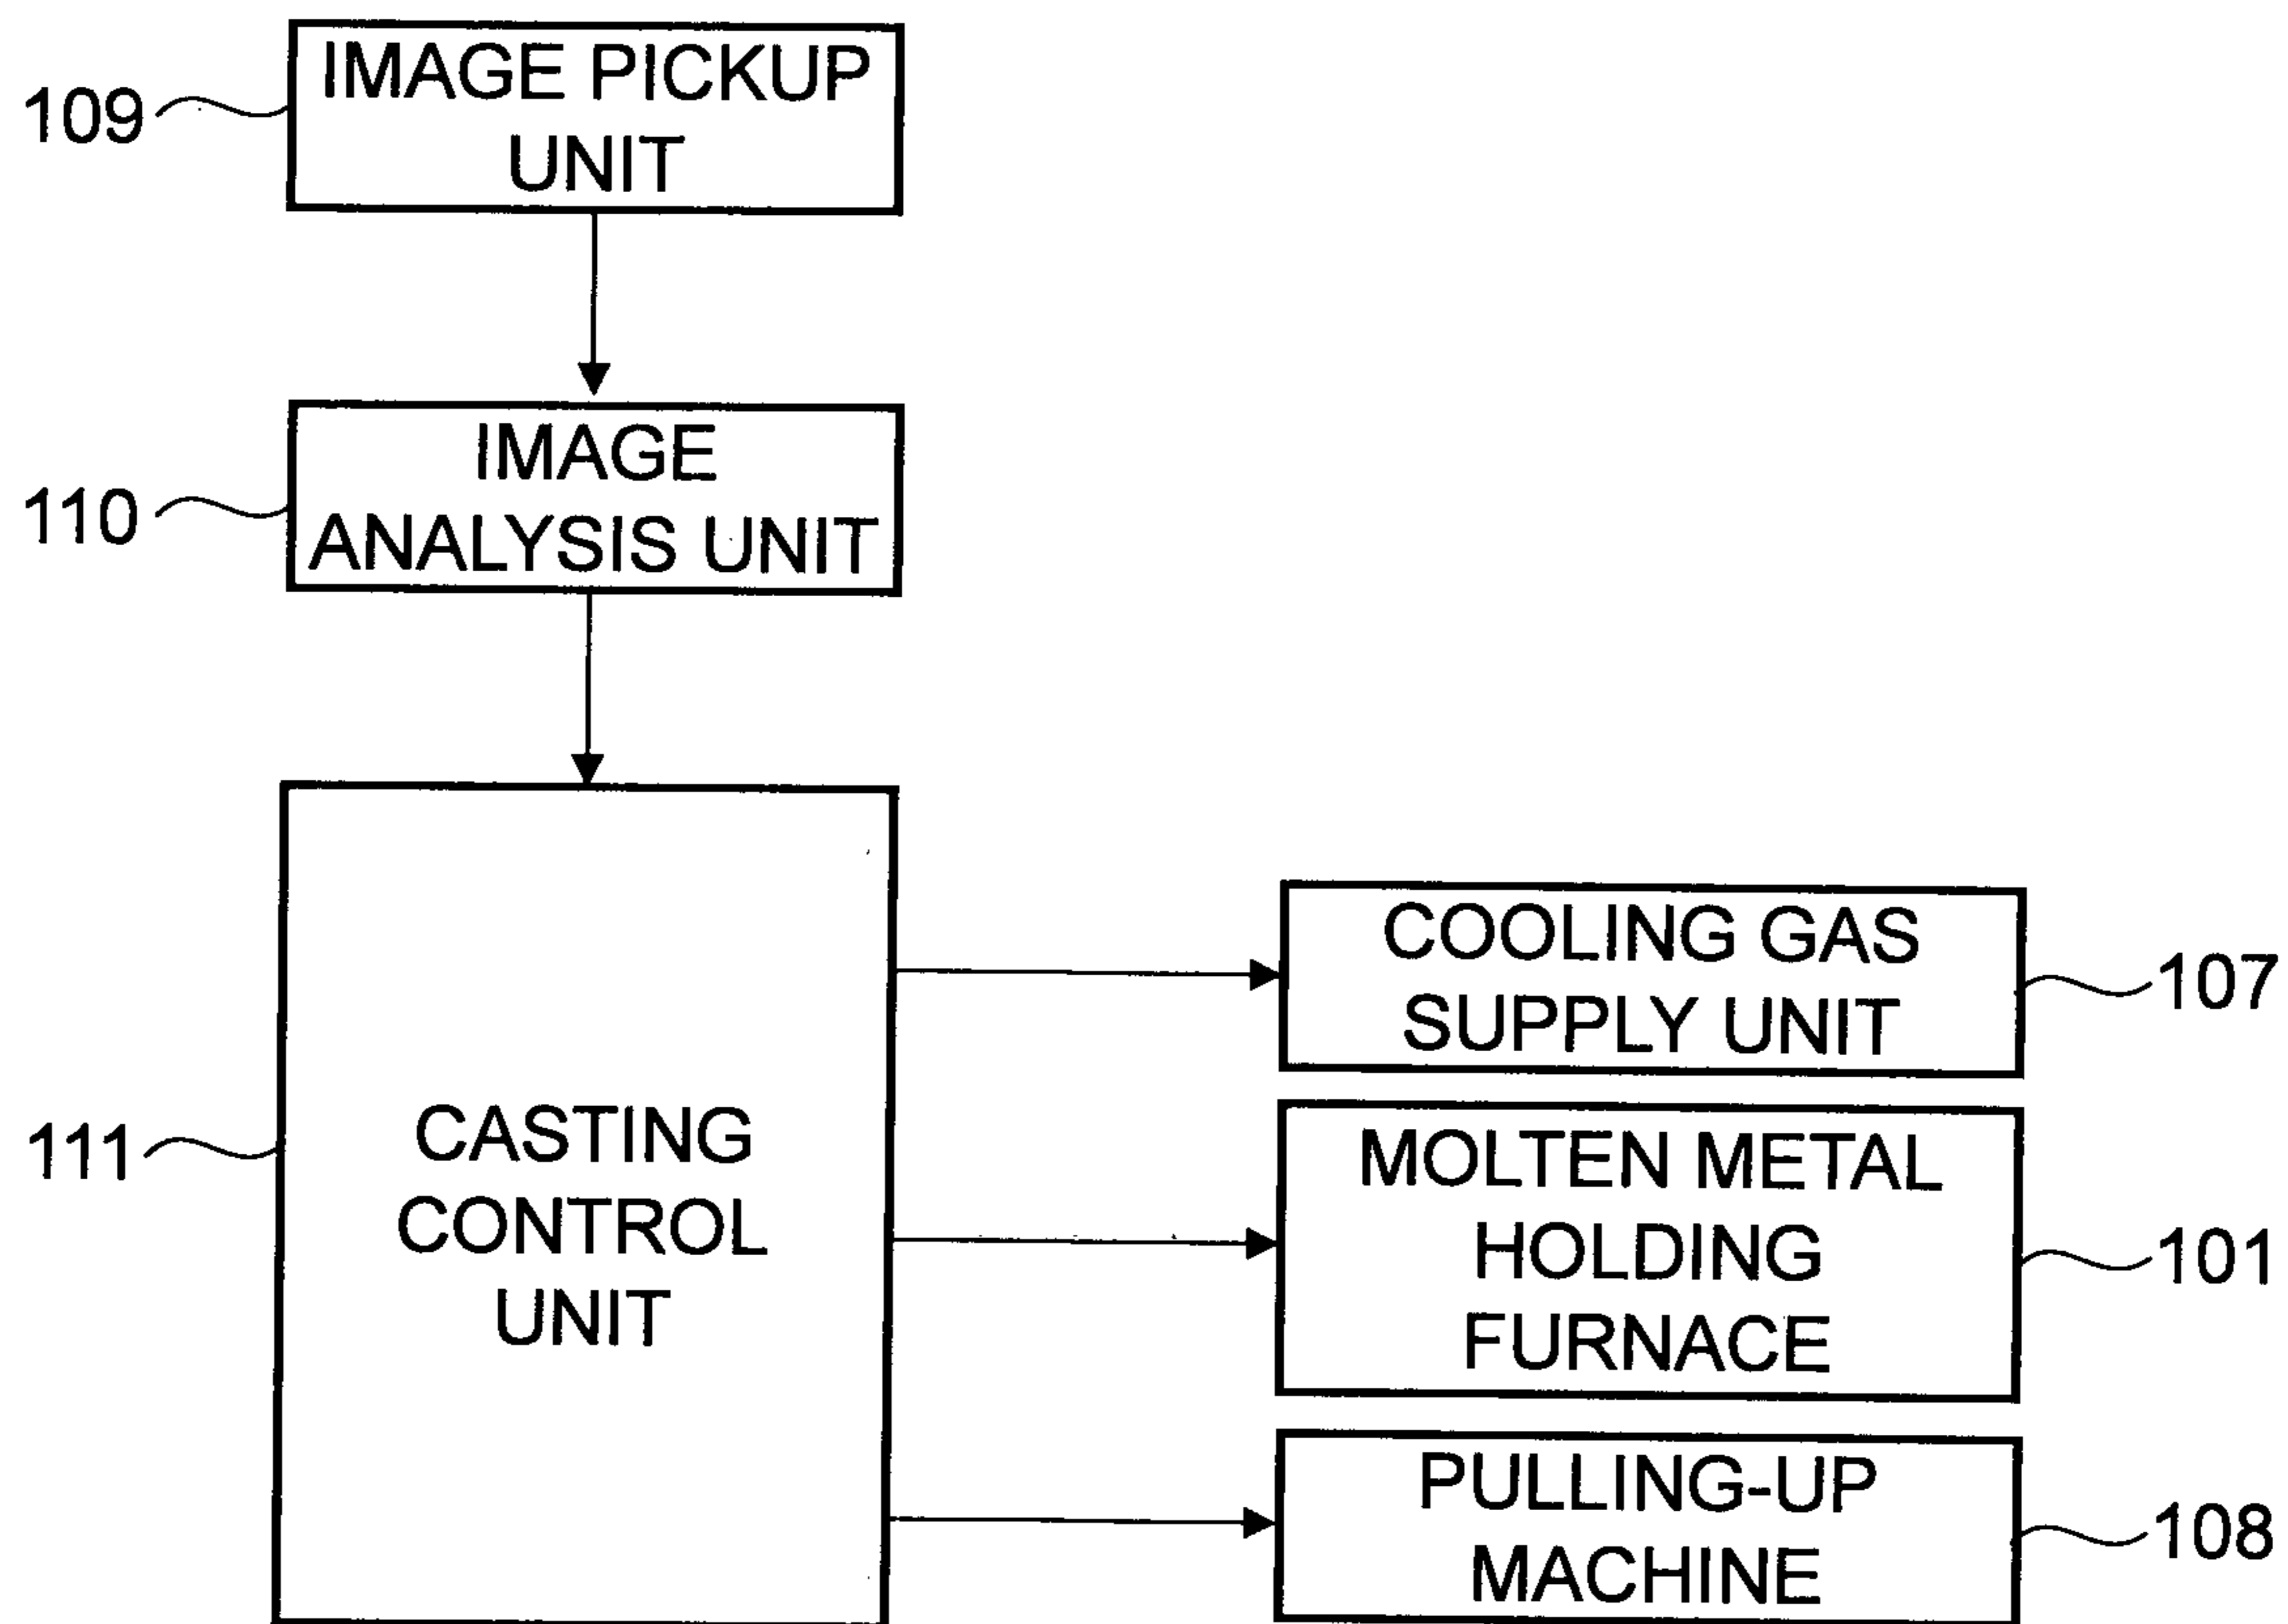 IMAGE PICKUP
UNIT
109
IMAGE
ANALYSIS UNIT
110
CASTING
CONTROL
UNIT
111
COOLING GAS
SUPPLY UNIT
107
MOLTEN METAL
HOLDING
FURNACE
101
PULLING-UP
MACHINE
108